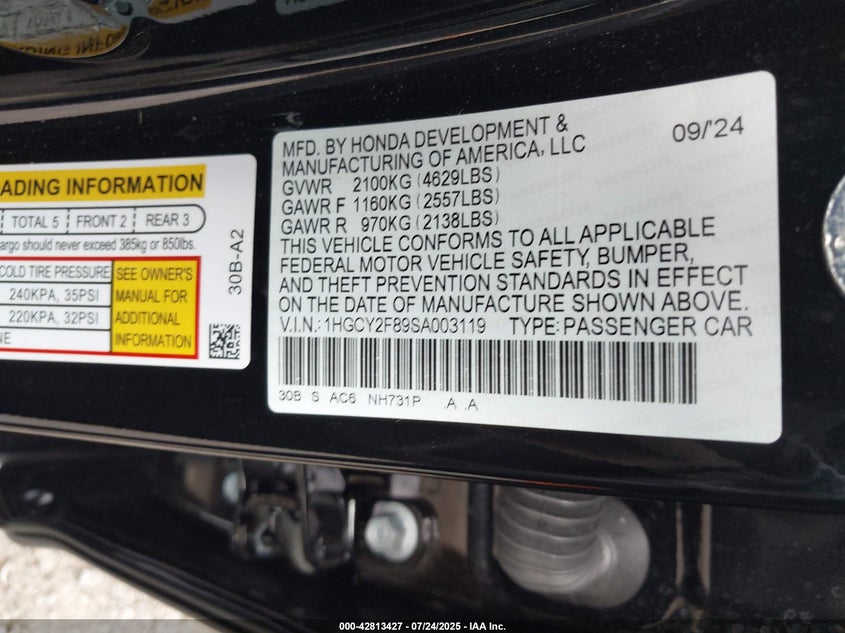 MFD. BY HONDA DEVELOPMENT &
MANUFACTURING OF AMERICA, LLC
09/'24
GVWR 2100KG (4629LBS)
GAWR F 1160KG (2557LBS)
GAWR R 970KG (2138LBS)
THIS VEHICLE CONFORMS TO ALL APPLICABLE
FEDERAL MOTOR VEHICLE SAFETY, BUMPER,
AND THEFT PREVENTION STANDARDS IN EFFECT
ON THE DATE OF MANUFACTURE SHOWN ABOVE.
V.I.N.: 1HGCY2F89SA003119 TYPE: PASSENGER CAR
30B S AC6 NH731P .A .A
ADING INFORMATION
TOTAL 5 FRONT 2 REAR 3
argo should never exceed 385kg or 850lbs.
COLD TIRE PRESSURE
240KPA, 35PSI
220KPA, 32PSI
NE
SEE OWNER'S
MANUAL FOR
ADDITIONAL
INFORMATION
30B-A2
000-42813427 - 07/24/2025 - IAA Inc.